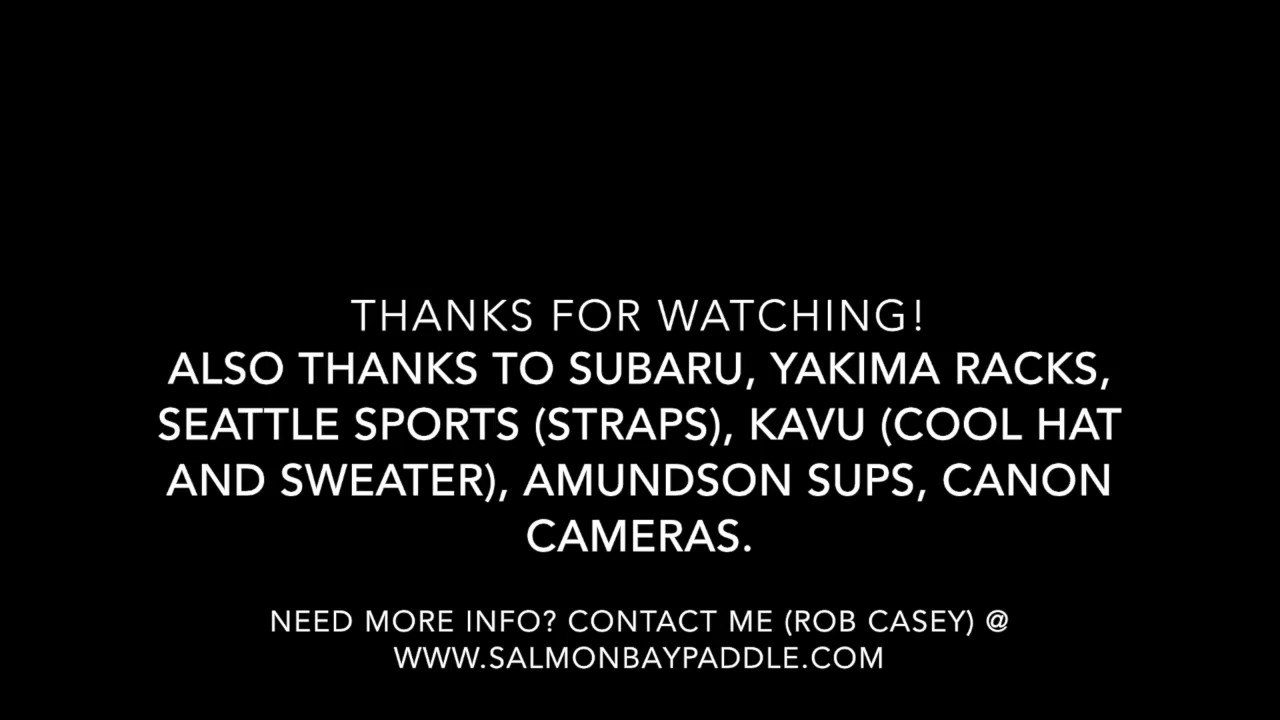 THANKS FOR WATCHING!
ALSO THANKS TO SUBARU, YAKIMA RACKS,
SEATTLE SPORTS (STRAPS), KAVU (COOL HAT
AND SWEATER), AMUNDSON SUPS, CANON
CAMERAS.
NEED MORE INFO? CONTACT ME (ROB CASEY) @
WWW.SALMONBAYPADDLE.COM